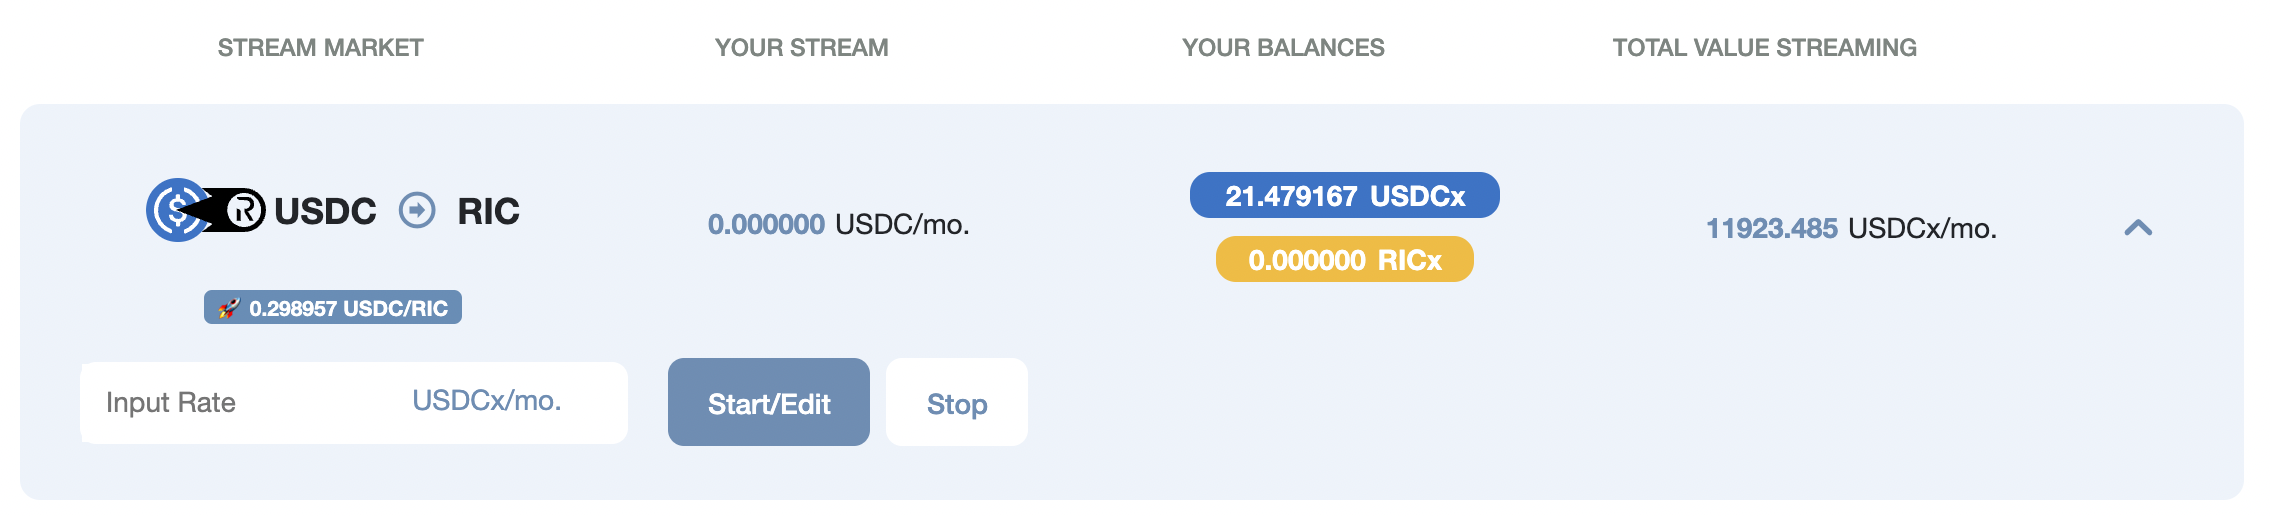 STREAM MARKET YOUR STREAM YOUR BALANCES TOTAL VALUE STREAMING
USDC RIC
0.000000 USDC/mo.
21.479167 USDCx
0.000000 RICx
11923.485 USDCx/mo.
🚀 0.298957 USDC/RIC
Input Rate USDCx/mo. Start/Edit Stop